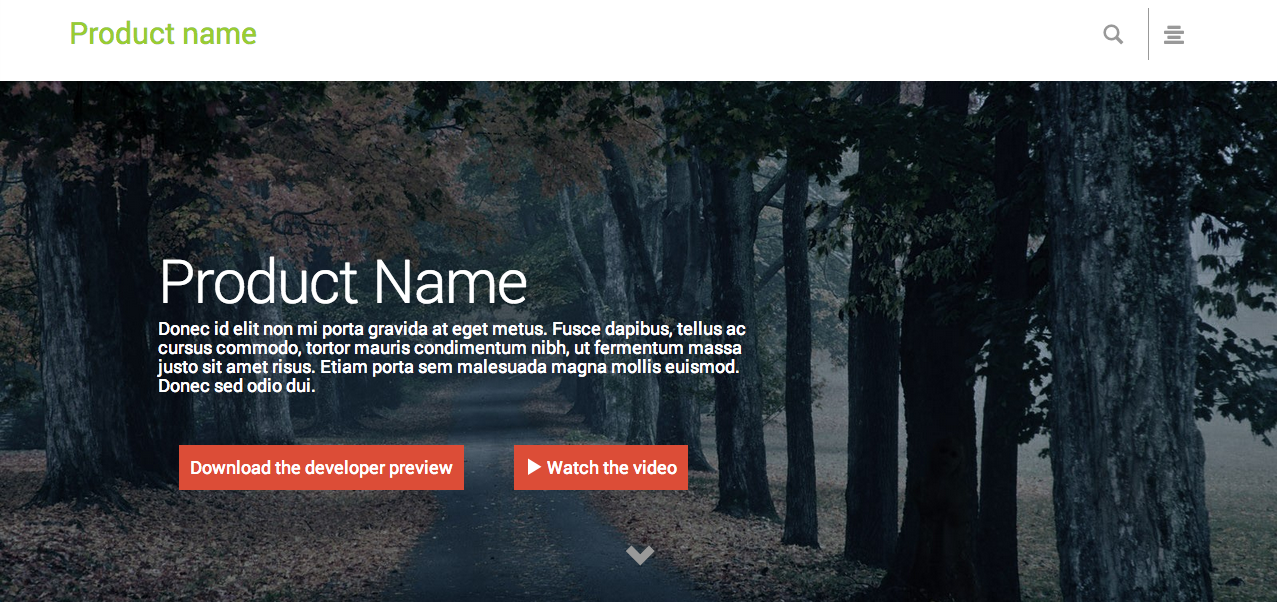 Product name
Product Name
Donec id elit non mi porta gravida at eget metus. Fusce dapibus, tellus ac
cursus commodo, tortor mauris condimentum nibh, ut fermentum massa
justo sit amet risus. Etiam porta sem malesuada magna mollis euismod.
Donec sed odio dui.
Download the developer preview
Watch the video